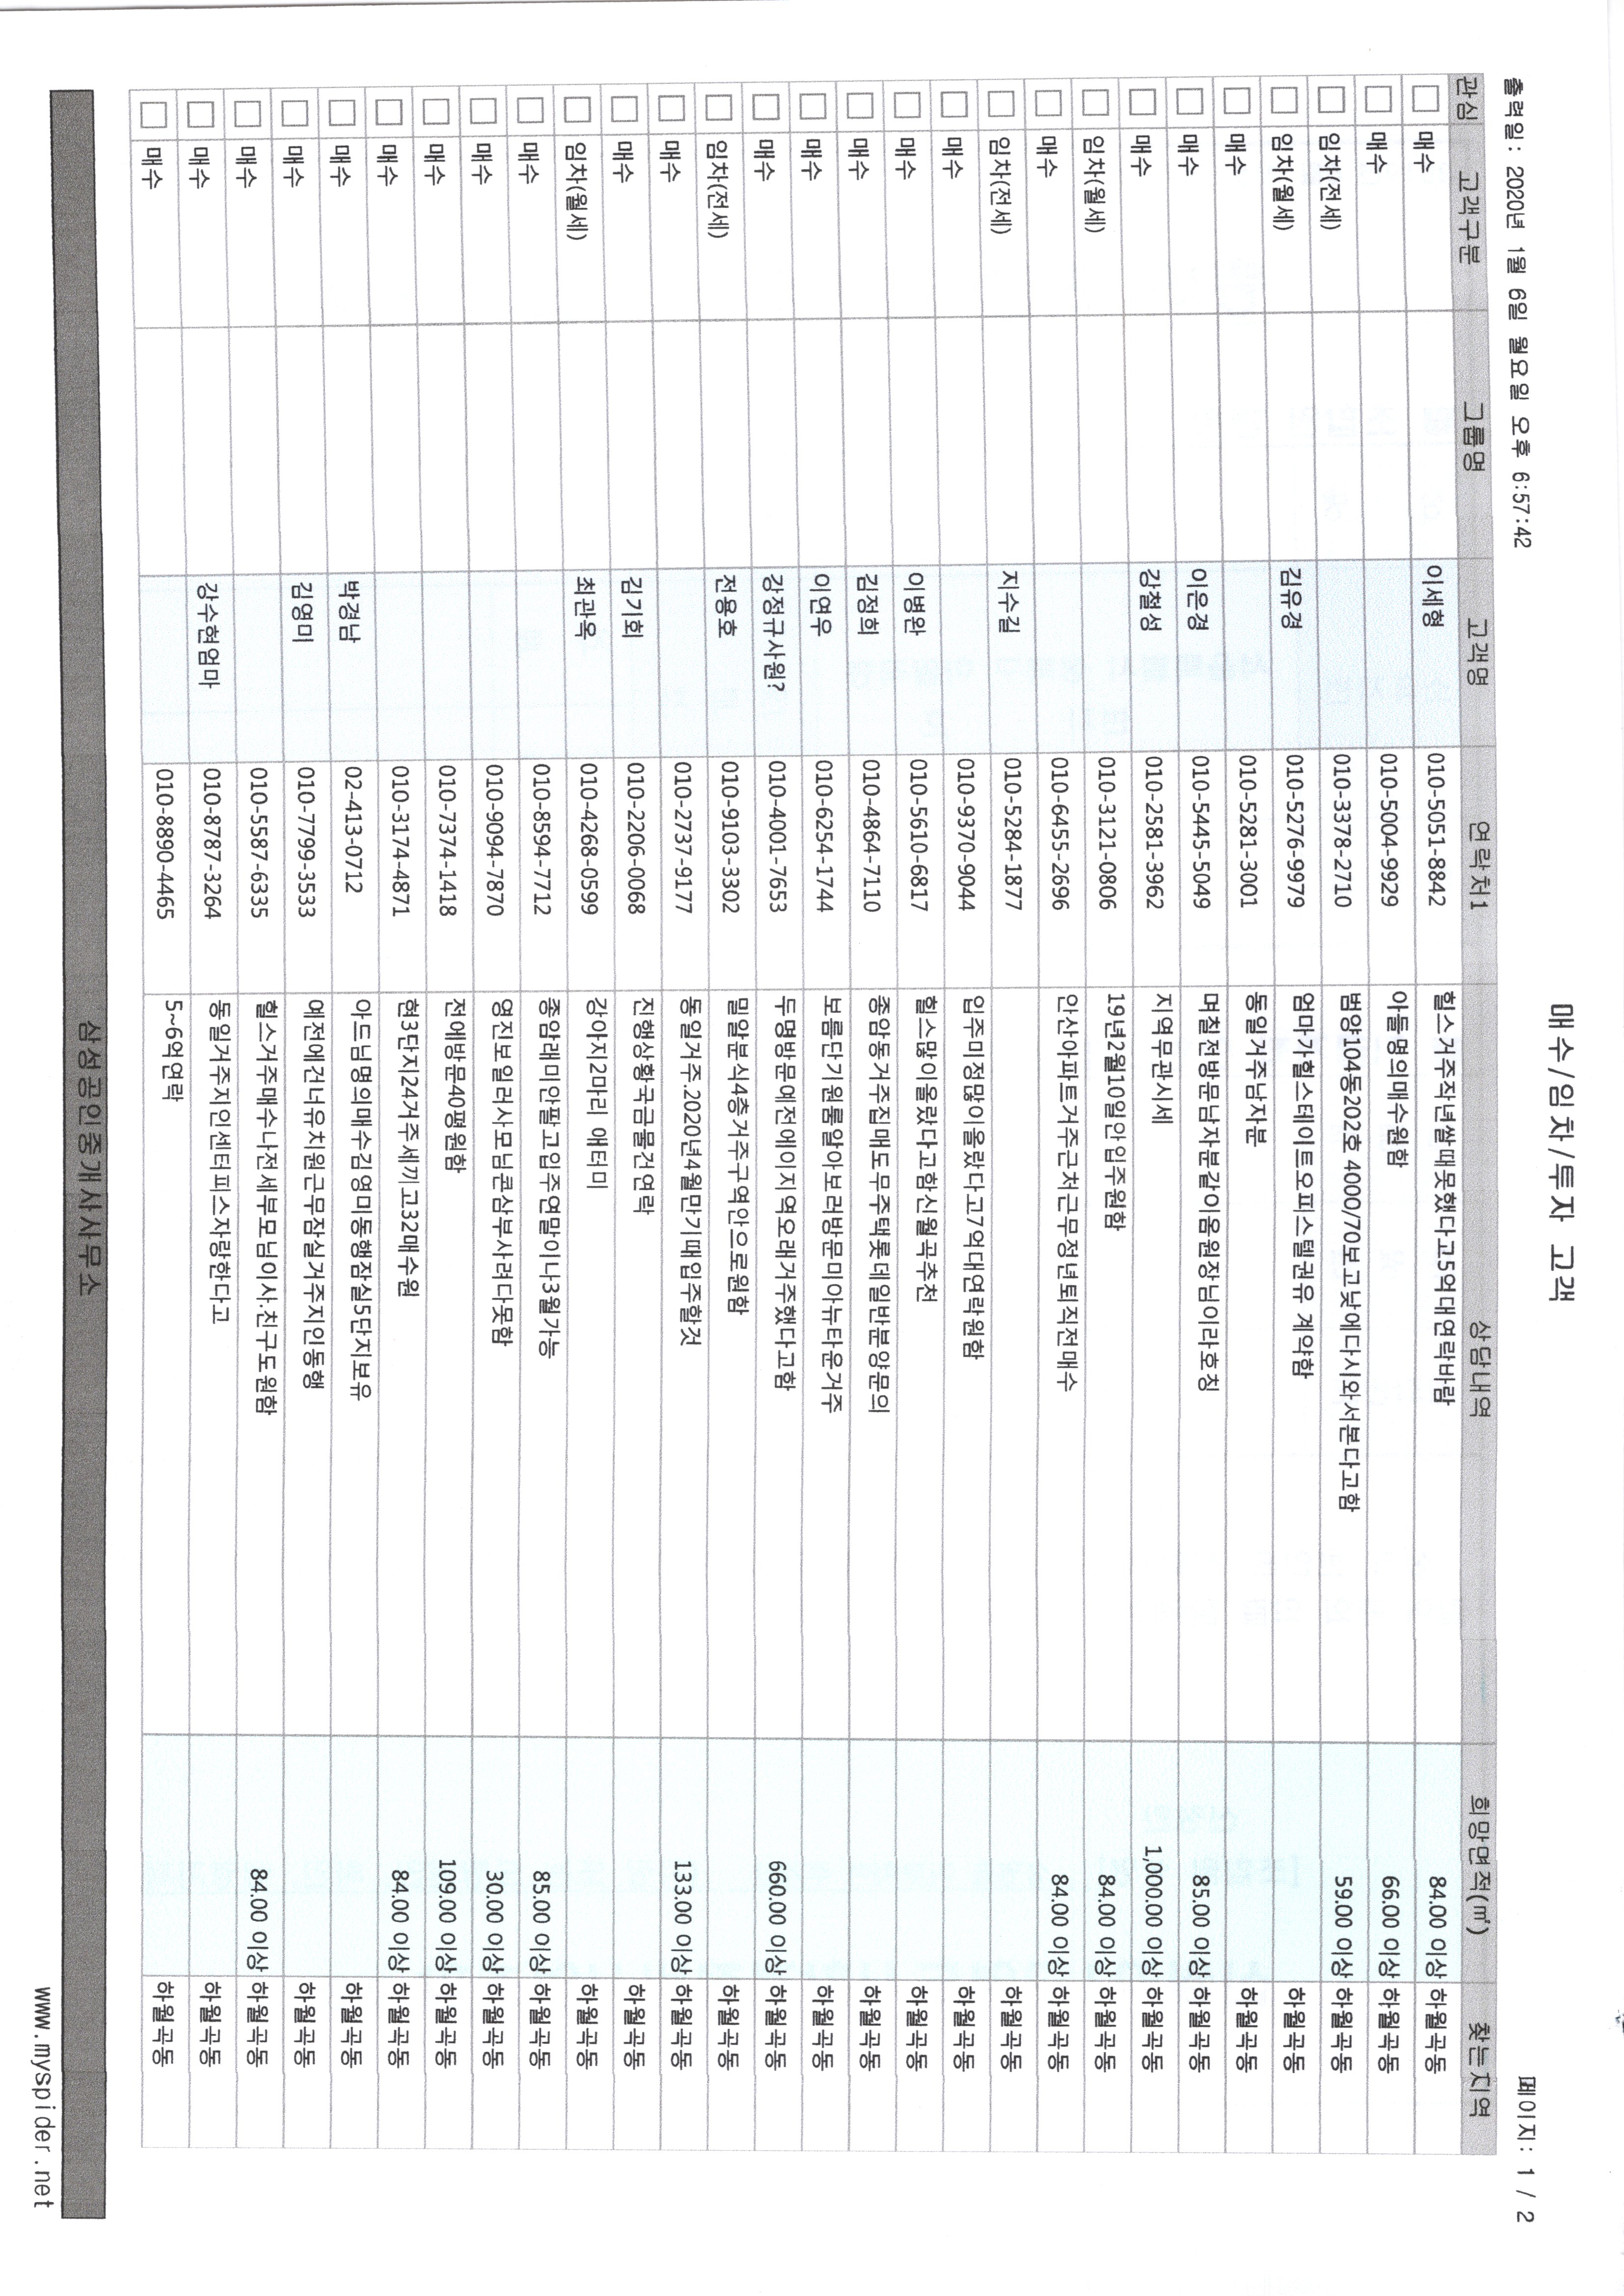 매수/임차/투자 고객
출력일: 2020년 1월 6일 월요일 오후 6:57:42
페이지: 1 / 2
관심 고객구분 그룹명 고객명 연락처1 상담내역 희망면적(㎡) 찾는지역
매수 이세형 010-5051-8842 힐스거주작년쌀때못했다고5억대연락바람 84.00 이상 하월곡동
매수 010-5004-9929 아들명의매수원함 66.00 이상 하월곡동
임차(전세) 010-3378-2710 범양104동202호 4000/70보고낮에다시와서본다고함 59.00 이상 하월곡동
임차(월세) 김유경 010-5276-9979 엄마가힐스테이트오피스텔권유 계약함 하월곡동
매수 010-5281-3001 동일거주남자분 하월곡동
매수 이은경 010-5445-5049 며칠전방문남자분같이옴원장님이라호칭 85.00 이상 하월곡동
매수 강철성 010-2581-3962 지역무관시세 1,000.00 이상 하월곡동
임차(월세) 010-3121-0806 19년2월10일안입주원함 84.00 이상 하월곡동
매수 010-6455-2696 안산아파트거주근처근무정년퇴직전매수 84.00 이상 하월곡동
임차(전세) 지수길 010-5284-1877 하월곡동
매수 010-9370-9044 입주미정많이올랐다고7억대연락원함 하월곡동
매수 이병완 010-5610-6817 힐스많이올랐다고함신월곡추천 하월곡동
매수 김정희 010-4864-7110 종암동거주집매도무주택롯데일반분양문의 하월곡동
매수 이연우 010-6254-1744 보름단기원룸알아보러방문미아뉴타운거주 하월곡동
매수 강정규사원? 010-4001-7653 두명방문예전에이지역오래거주했다고함 660.00 이상 하월곡동
임차(전세) 전용호 010-9103-3302 밀알분식4층거주구역안으로원함 하월곡동
매수 010-2737-9177 동일거주.2020년4월만기때입주할것 133.00 이상 하월곡동
매수 김기회 010-2206-0068 진행상황국금물건연락 하월곡동
임차(월세) 최관옥 010-4268-0599 강아지2마리 애터미 하월곡동
매수 010-8594-7712 종암래미안팔고입주연말이나3월가능 85.00 이상 하월곡동
매수 010-9094-7870 영진보일러사모님콘삼부사려다못함 30.00 이상 하월곡동
매수 010-7374-1418 전에방문40평원함 109.00 이상 하월곡동
매수 010-3174-4871 현3단지24거주세끼고32매수원 84.00 이상 하월곡동
매수 박경남 02-413-0712 아드님명의매수김영미동행잠실5단지보유 하월곡동
매수 김영미 010-7799-3533 예전에건너유치원근무잠실거주지인동행 하월곡동
매수 010-5587-6335 힐스거주매수나전세부모님이사.친구도원함 84.00 이상 하월곡동
매수 강수현엄마 010-8787-3264 동일거주지인센터피스자랑한다고 하월곡동
매수 010-8890-4465 5~6억연락 하월곡동
삼성공인중개사사무소
www.myspider.net